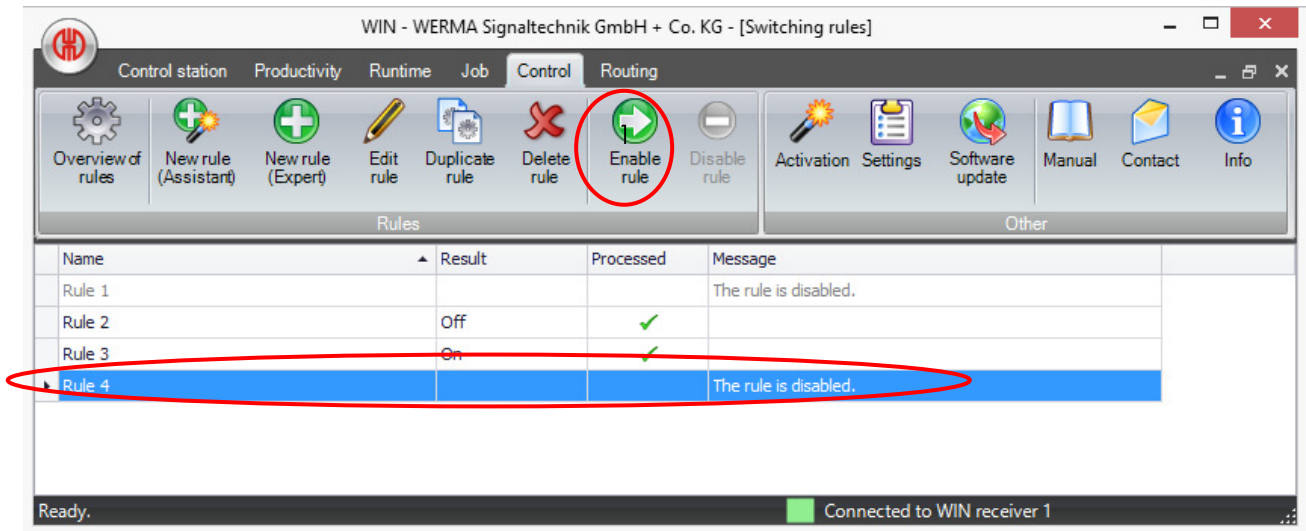 WIN - WERMA Signaltechnik GmbH + Co. KG - [Switching rules]
Control station Productivity Runtime Job Control Routing
Overview of rules
New rule (Assistant)
New rule (Expert)
Edit rule
Duplicate rule
Delete rule
Enable rule
Disable rule
Activation
Settings
Software update
Manual
Contact
Info
Rules
Other
Name Result Processed Message
Rule 1 The rule is disabled.
Rule 2 Off
Rule 3 On
Rule 4 The rule is disabled.
Ready. Connected to WIN receiver 1